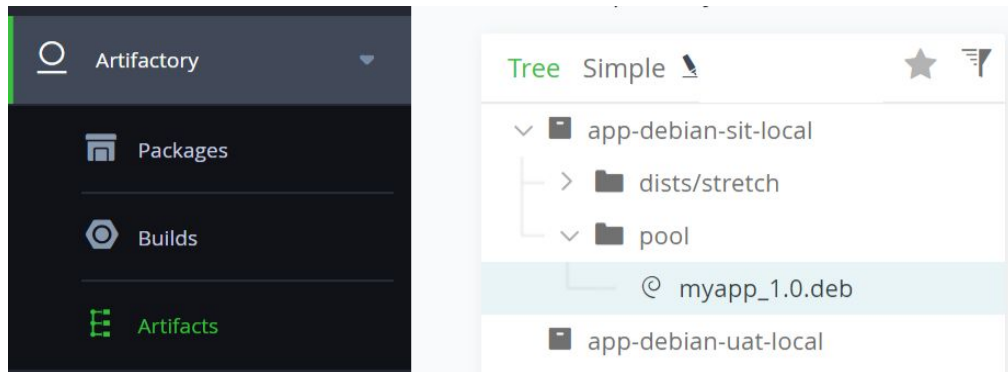 Artifactory
Packages
Builds
Artifacts
Tree Simple
app-debian-sit-local
dists/stretch
pool
myapp_1.0.deb
app-debian-uat-local